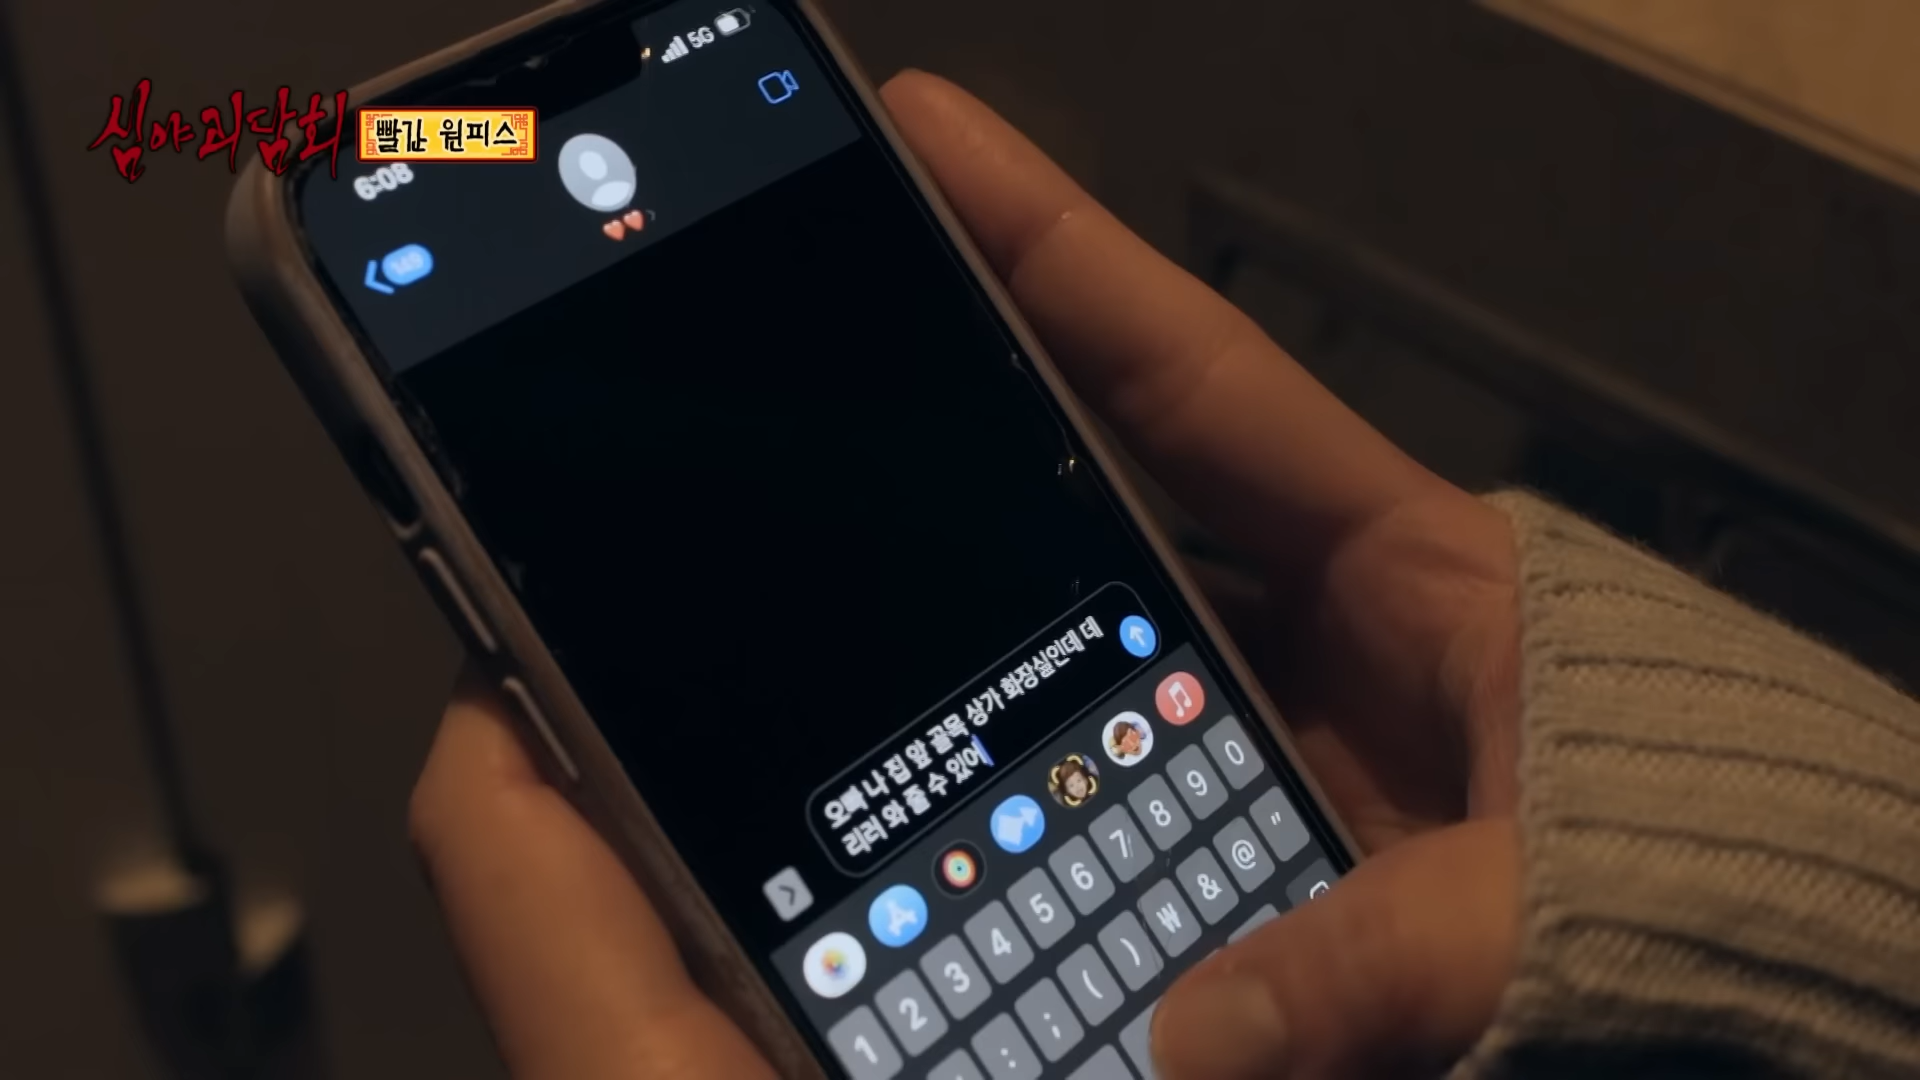 심야괴담회
빨간 원피스
5G
6:08
149
오빠 나 집 앞 골목 상가 화장실인데 데
리러 와 줄 수 있어
1 2 3 4 5 6 7 8 9 0
: ; ( ) ₩ & @ "